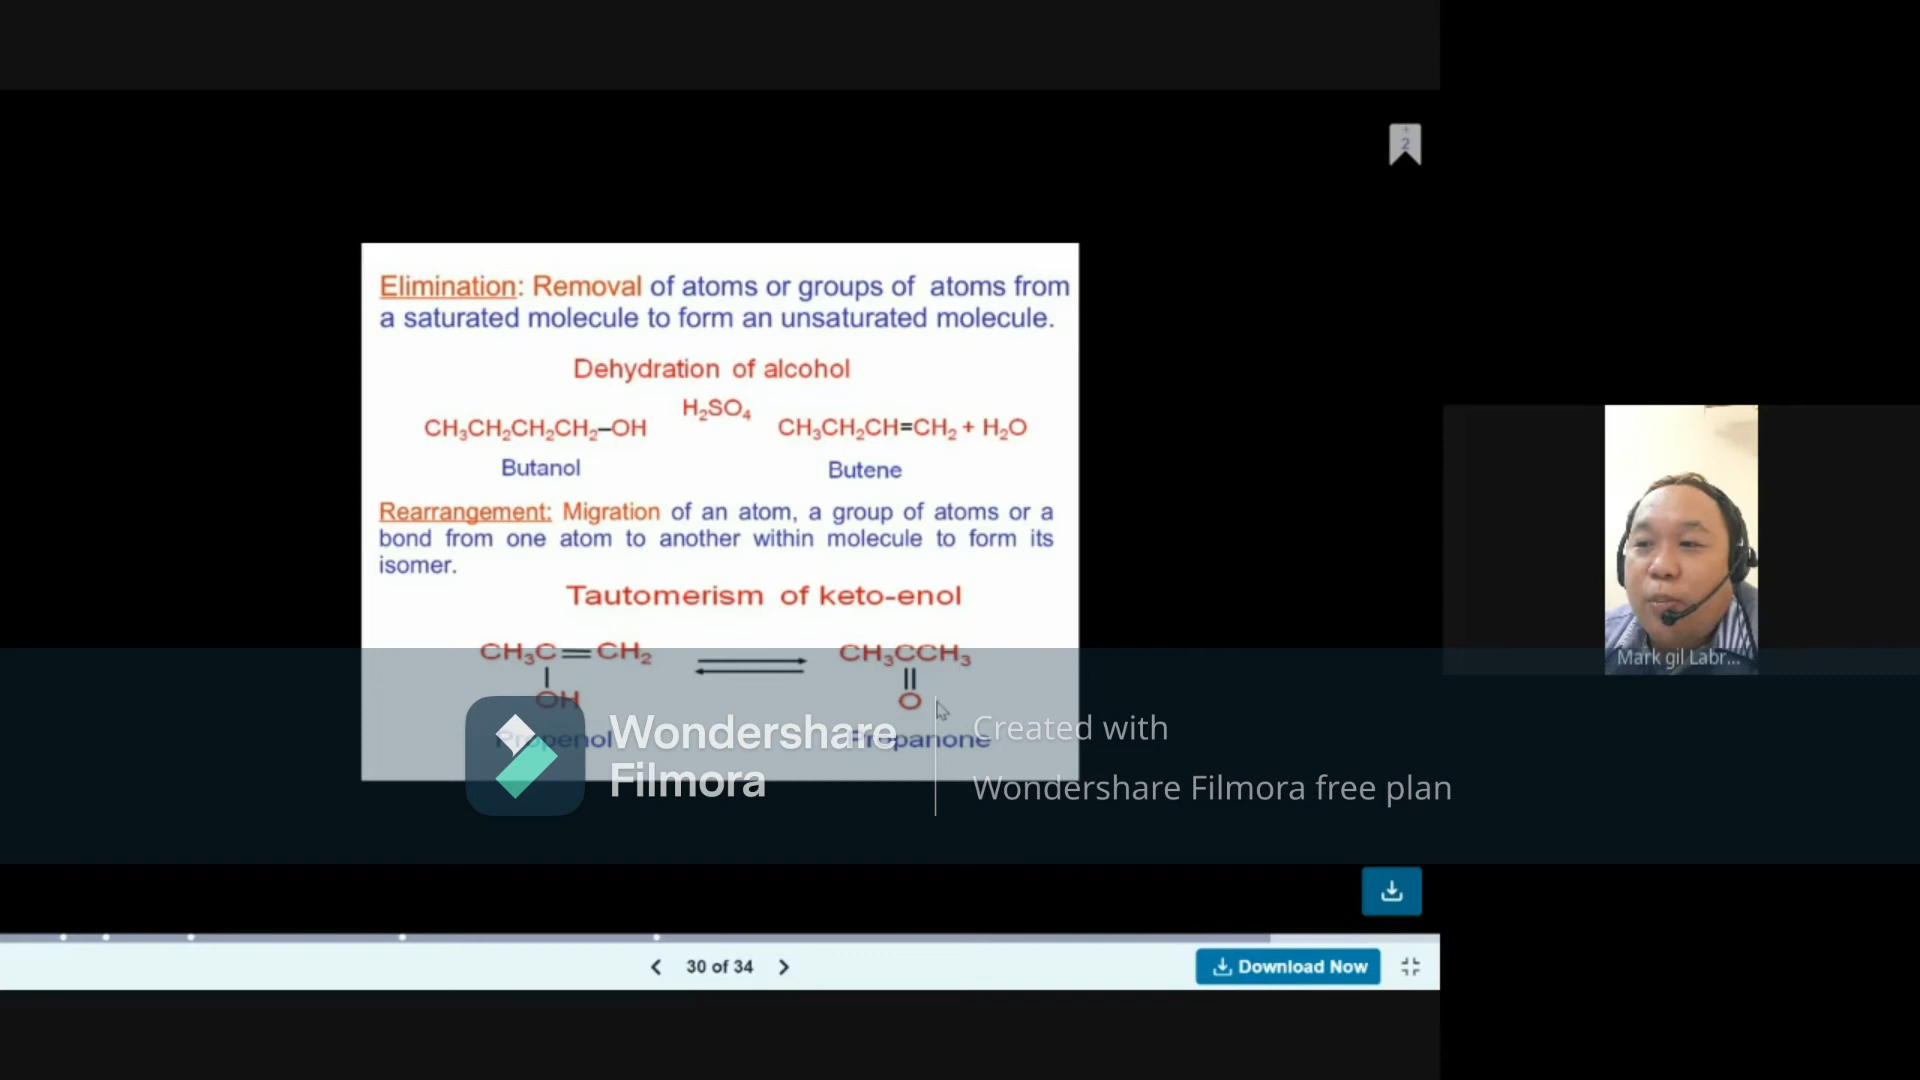 +
2
Elimination: Removal of atoms or groups of atoms from
a saturated molecule to form an unsaturated molecule.
Dehydration of alcohol
H₂SO₄
CH₃CH₂CH₂CH₂–OH
CH₃CH₂CH=CH₂ + H₂O
Butanol
Butene
Rearrangement: Migration of an atom, a group of atoms or a
bond from one atom to another within molecule to form its
isomer.
Tautomerism of keto-enol
CH₃C=CH₂
CH₃CCH₃
OH
O
Propenol
Propanone
Mark gil Labr...
Wondershare
Filmora
Created with
Wondershare Filmora free plan
30 of 34
Download Now